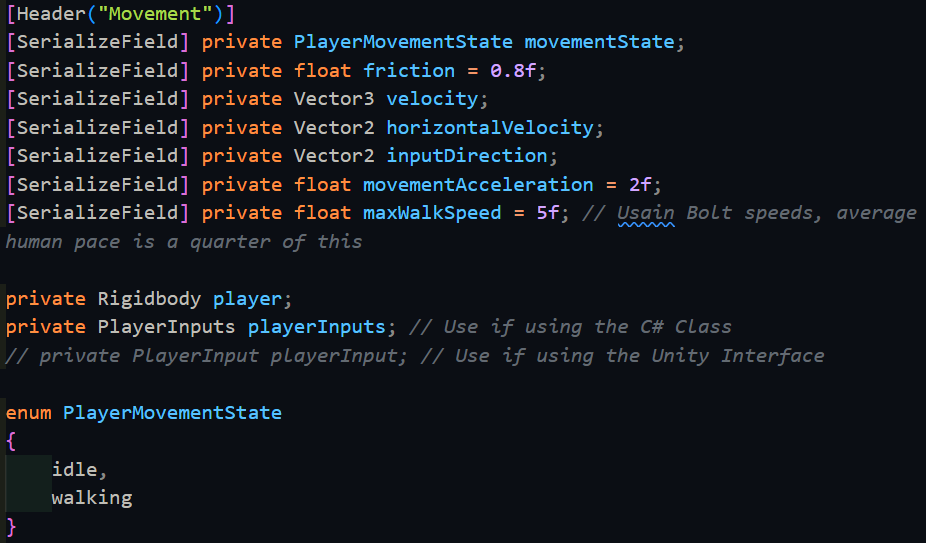 [Header("Movement")]
[SerializeField] private PlayerMovementState movementState;
[SerializeField] private float friction = 0.8f;
[SerializeField] private Vector3 velocity;
[SerializeField] private Vector2 horizontalVelocity;
[SerializeField] private Vector2 inputDirection;
[SerializeField] private float movementAcceleration = 2f;
[SerializeField] private float maxWalkSpeed = 5f; // Usain Bolt speeds, average
human pace is a quarter of this
private Rigidbody player;
private PlayerInputs playerInputs; // Use if using the C# Class
// private PlayerInput playerInput; // Use if using the Unity Interface
enum PlayerMovementState
{
    idle,
    walking
}